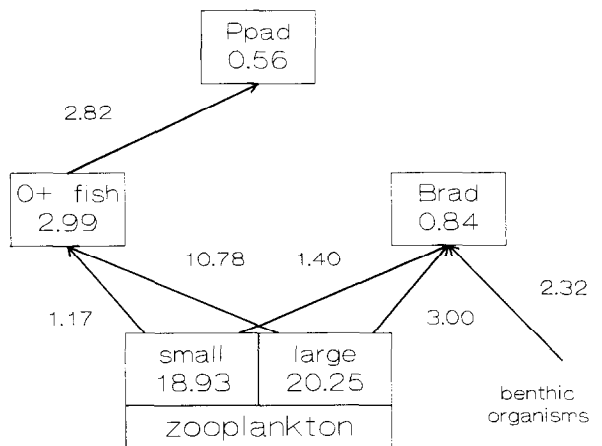 Ppad
0.56
2.82
0+ fish
2.99
Brad
0.84
10.78
1.40
2.32
1.17
3.00
small
18.93
large
20.25
benthic
organisms
zooplankton